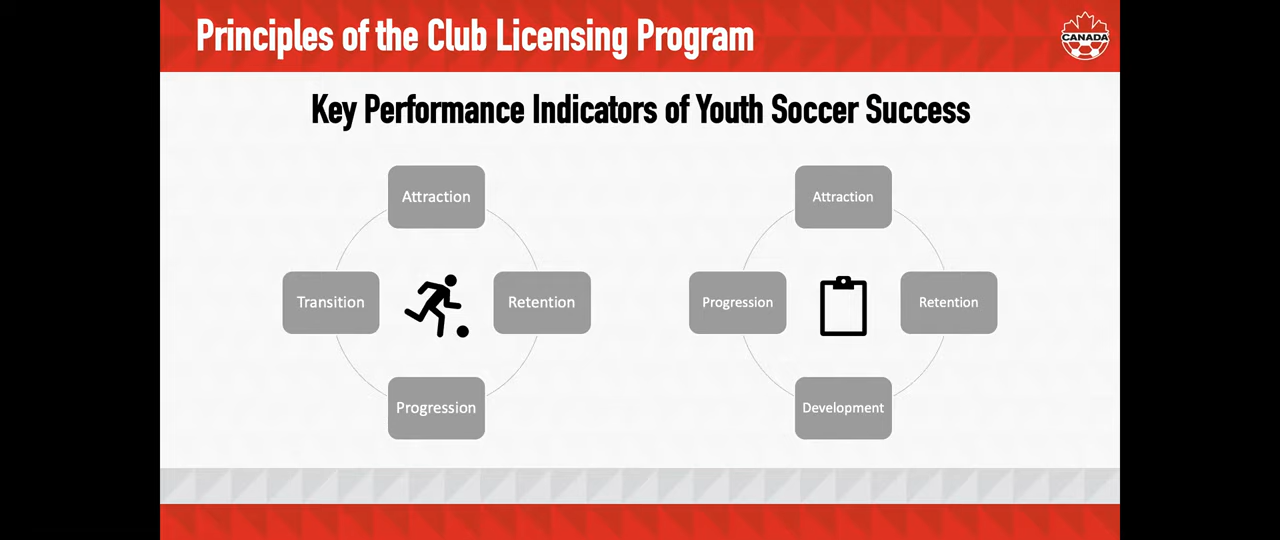 Principles of the Club Licensing Program
CANADA
Key Performance Indicators of Youth Soccer Success
Attraction
Transition
Retention
Progression
Attraction
Progression
Retention
Development